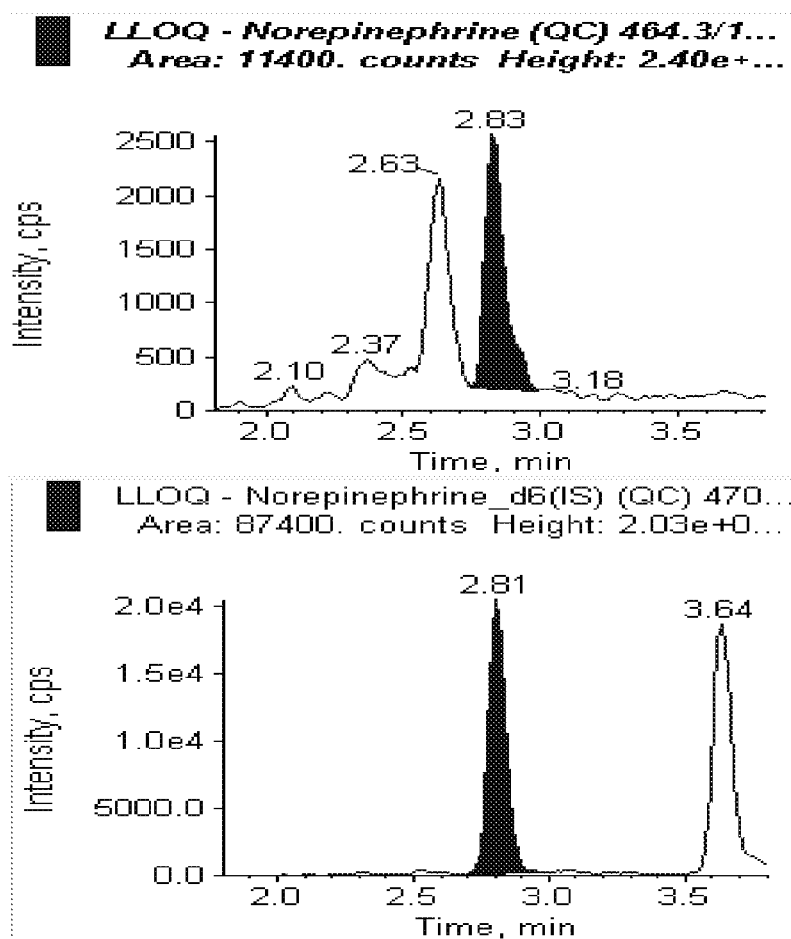 LLOQ - Norepinephrine (QC) 464.3/1...
Area: 11400. counts Height: 2.40e+...
2.83
2500
2.63
2000
Intensity, cps
1500
1000
2.37
500
2.10
3.18
0
2.0 2.5 3.0 3.5
Time, min
LLOQ - Norepinephrine_d6(IS) (QC) 470...
Area: 87400. counts Height: 2.03e+0...
2.81
3.64
2.0e4
1.5e4
Intensity, cps
1.0e4
5000.0
0.0
2.0 2.5 3.0 3.5
Time, min